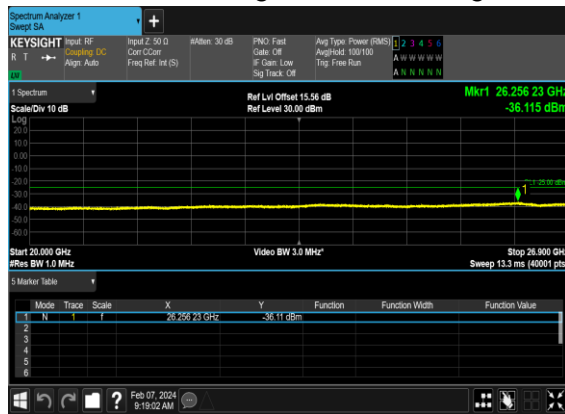 Spectrum Analyzer 1
Swept SA
+
KEYSIGHT Input: RF Input Z: 50 Ω #Atten: 30 dB PNO: Fast Avg Type: Power (RMS) 1 2 3 4 5 6
R T Coupling: DC Corr CCorr Gate: Off Avg|Hold: 100/100 A W W W W W
Align: Auto Freq Ref: Int (S) IF Gain: Low Trig: Free Run
LW Sig Track: Off A N N N N N
1 Spectrum Ref Lvl Offset 15.56 dB Mkr1 26.256 23 GHz
Scale/Div 10 dB Ref Level 30.00 dBm -36.115 dBm
Log
20.0
10.0
0.00
-10.0
-20.0
DL1 -25.00 dBm
-30.0
1
-40.0
-50.0
-60.0
Start 20.000 GHz Video BW 3.0 MHz* Stop 26.900 GHz
#Res BW 1.0 MHz Sweep 13.3 ms (40001 pts)
5 Marker Table
Mode Trace Scale X Y Function Function Width Function Value
1 N 1 f 26.256 23 GHz -36.11 dBm
2
3
4
5
6
? Feb 07, 2024
9:19:02 AM